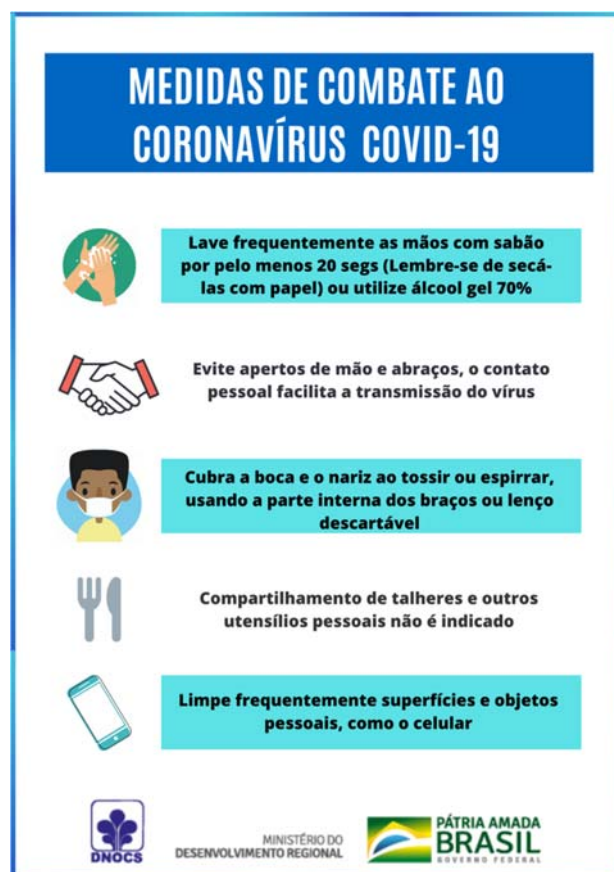 MEDIDAS DE COMBATE AO
CORONAVÍRUS COVID-19
Lave frequentemente as mãos com sabão
por pelo menos 20 segs (Lembre-se de secá-
las com papel) ou utilize álcool gel 70%
Evite apertos de mão e abraços, o contato
pessoal facilita a transmissão do vírus
Cubra a boca e o nariz ao tossir ou espirrar,
usando a parte interna dos braços ou lenço
descartável
Compartilhamento de talheres e outros
utensílios pessoais não é indicado
Limpe frequentemente superfícies e objetos
pessoais, como o celular
DNOCS
MINISTÉRIO DO
DESENVOLVIMENTO REGIONAL
PÁTRIA AMADA
BRASIL
GOVERNO FEDERAL